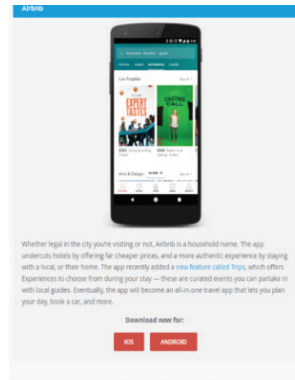 Airbnb
Los Angeles
EXPERT
TASTES
CASTING
CALL
Arts & Design
Whether legal in the city you're visiting or not, Airbnb is a household name. The app
undercuts hotels by offering far cheaper prices, and a more authentic experience by staying
with a local, or their home. The app recently added a new feature called Trips, which offers
Experiences to choose from during your stay — these are curated events you can partake in
with local guides. Eventually, the app will become an all-in-one travel app that lets you plan
your day, book a car, and more.
Download now for:
IOS
ANDROID